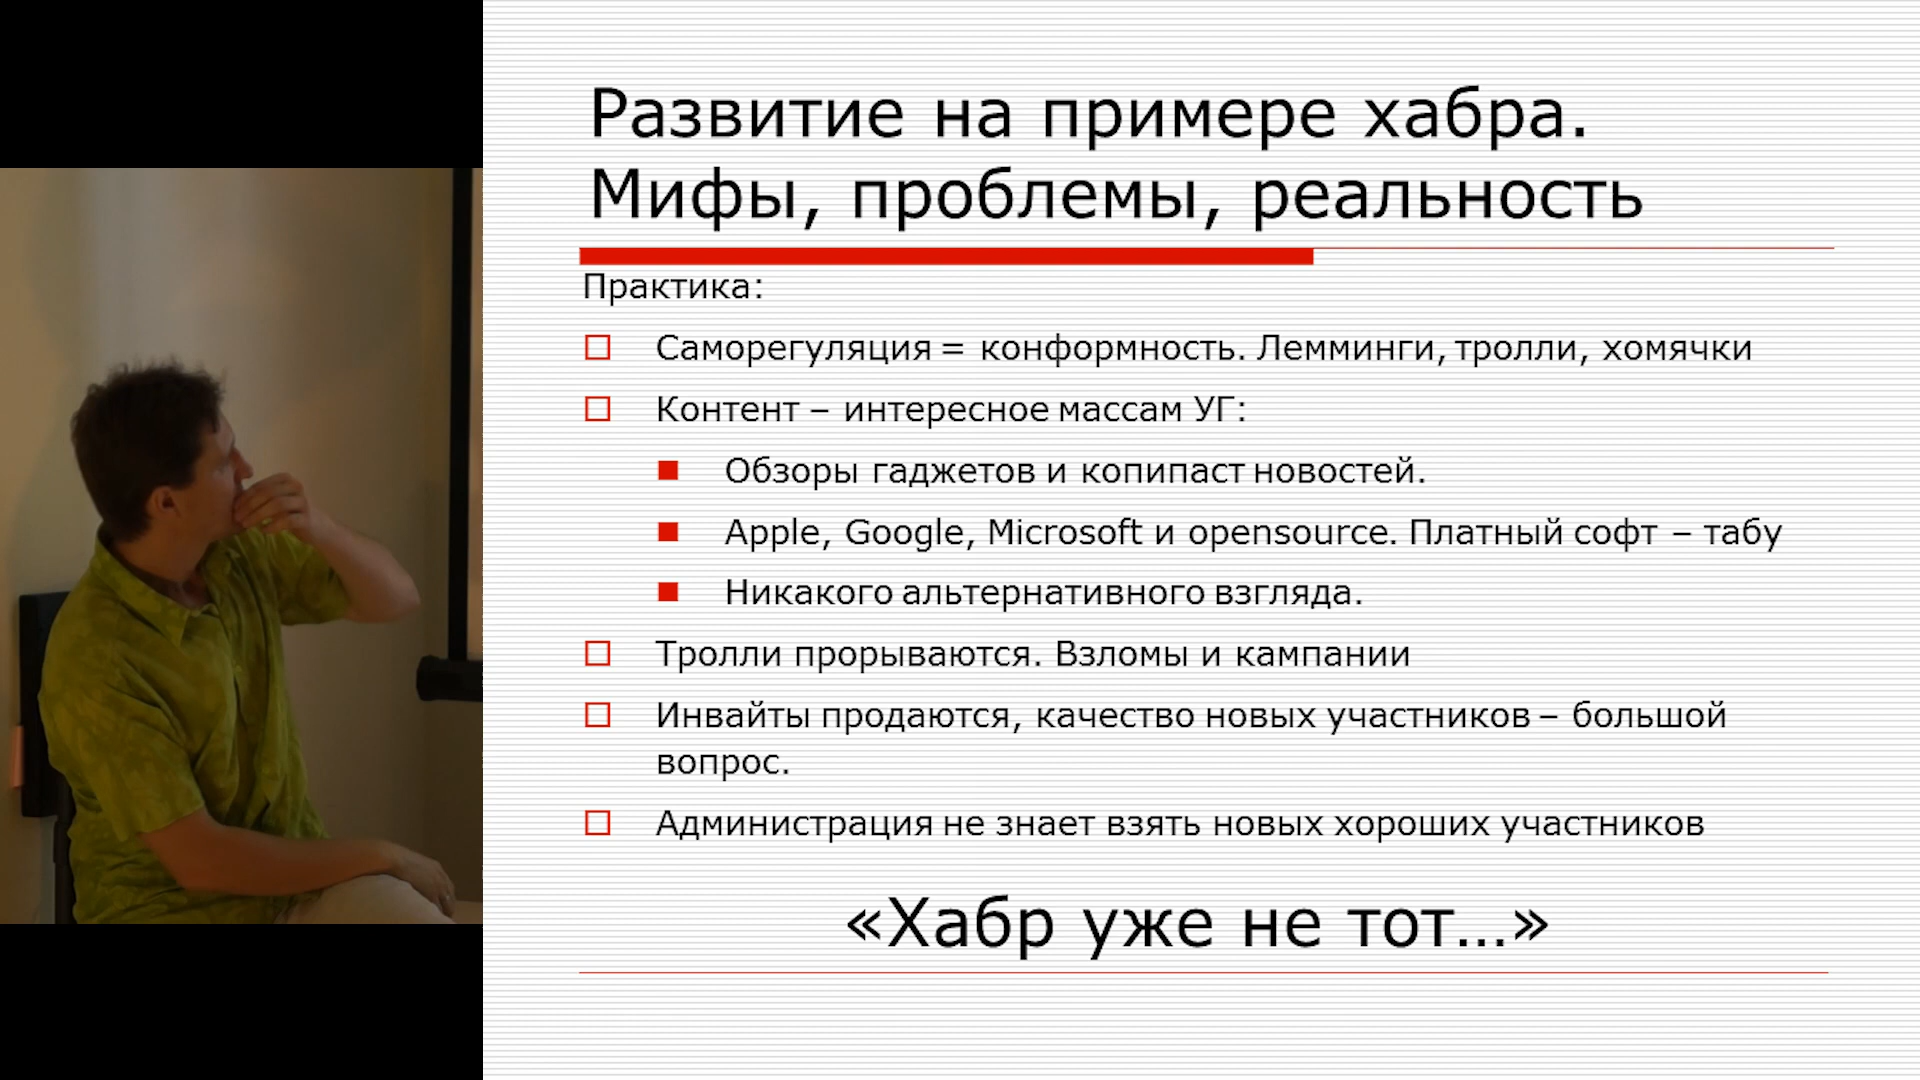 Развитие на примере хабра.
Мифы, проблемы, реальность
Практика:
Саморегуляция = конформность. Лемминги, тролли, хомячки
Контент – интересное массам УГ:
Обзоры гаджетов и копипаст новостей.
Apple, Google, Microsoft и opensource. Платный софт – табу
Никакого альтернативного взгляда.
Тролли прорываются. Взломы и кампании
Инвайты продаются, качество новых участников – большой
вопрос.
Администрация не знает взять новых хороших участников
«Хабр уже не тот…»